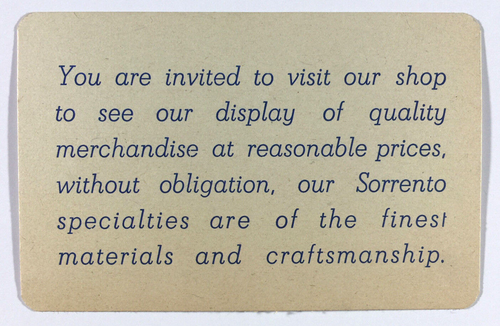 You are invited to visit our shop
to see our display of quality
merchandise at reasonable prices,
without obligation, our Sorrento
specialties are of the finest
materials and craftsmanship.